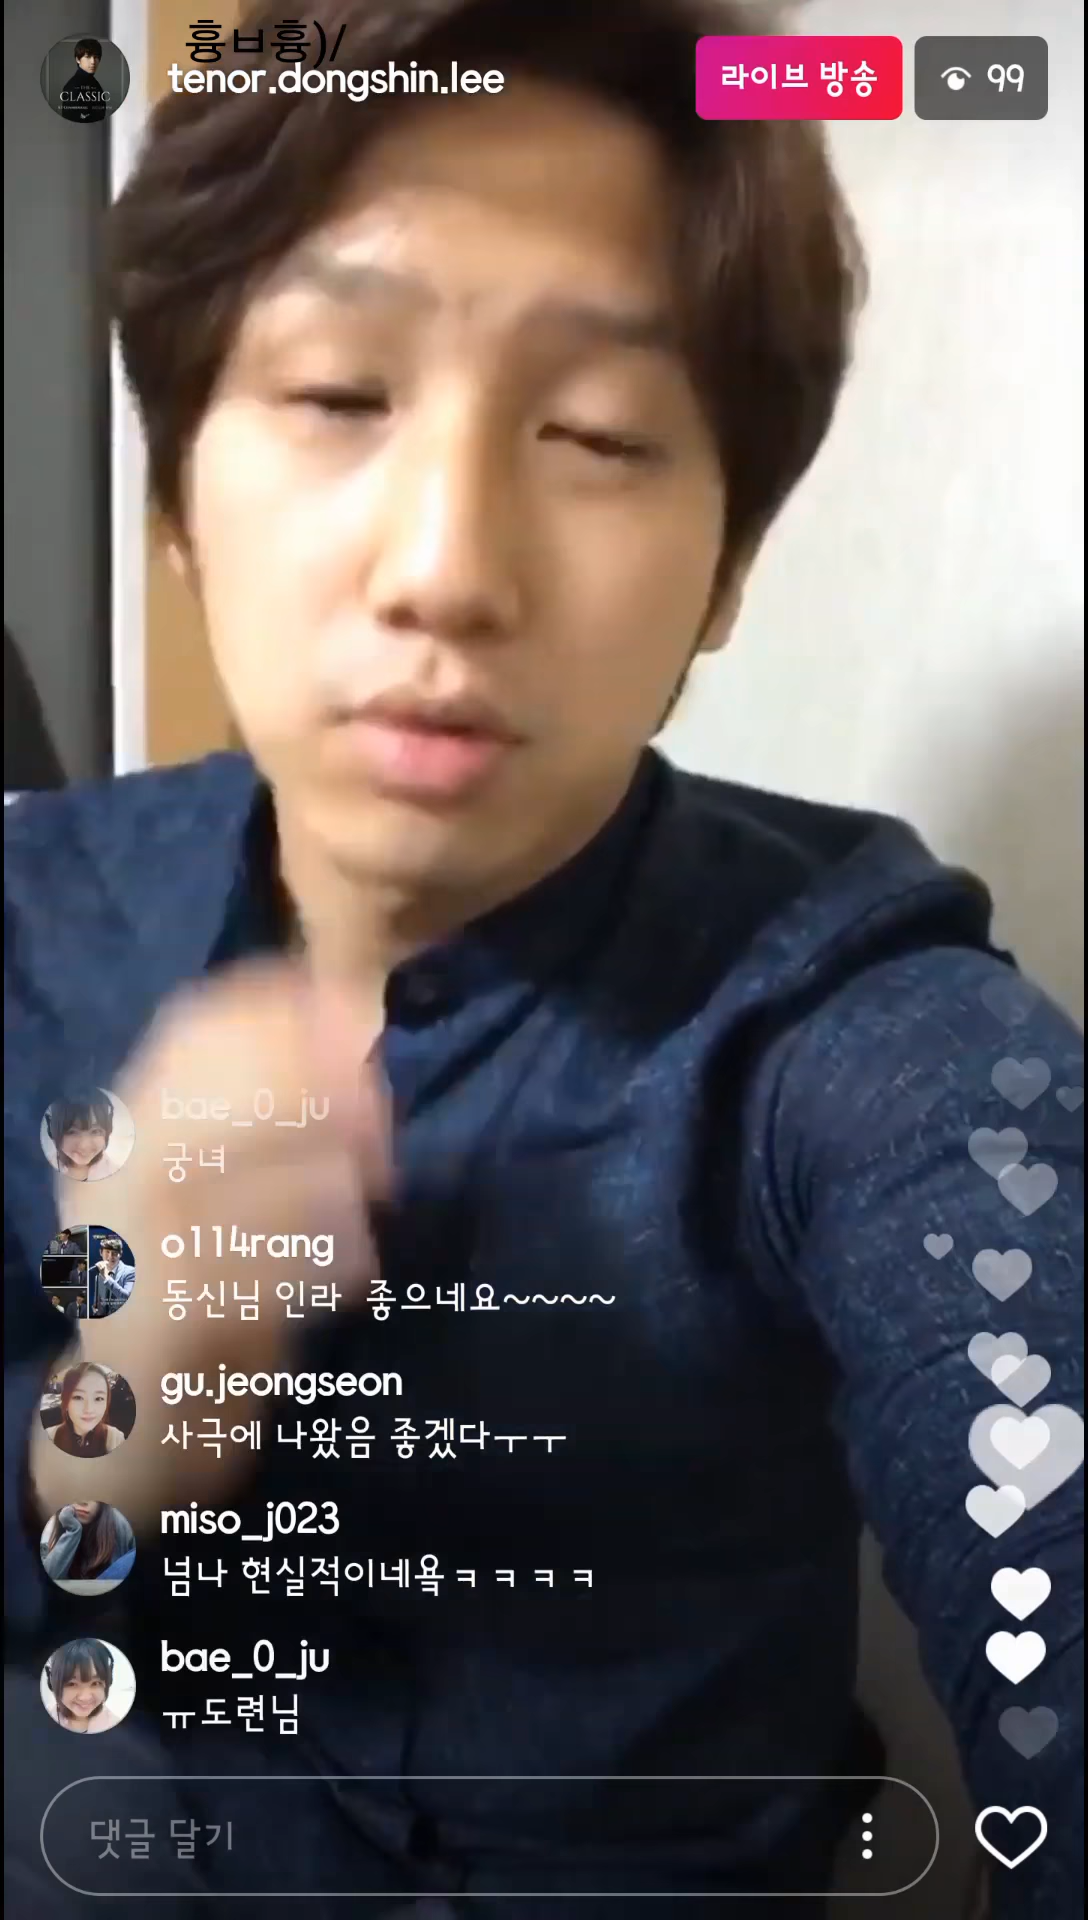 흉ㅂ흉)/
tenor.dongshin.lee
라이브 방송
99
CLASSIC
bae_0_ju
궁녀
o114rang
동신님 인라 좋으네요~~~~
gu.jeongseon
사극에 나왔음 좋겠다ㅜㅜ
miso_j023
넘나 현실적이네욬ㅋㅋㅋㅋ
bae_0_ju
ㅠ도련님
댓글 달기